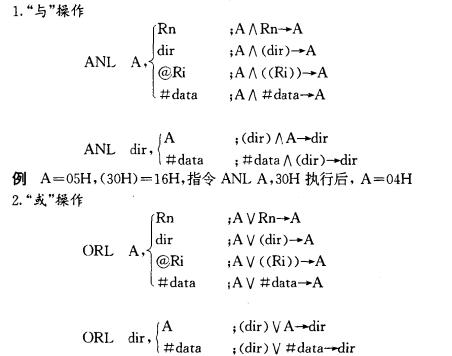 1.“与”操作
Rn ;A∧Rn→A
dir ;A∧(dir)→A
ANL A,
@Ri ;A∧((Ri))→A
#data ;A∧#data→A
A ;(dir)∧A→dir
ANL dir,
#data ;#data∧(dir)→dir
例 A=05H,(30H)=16H,指令 ANL A,30H 执行后, A=04H
2.“或”操作
Rn ;A∨Rn→A
dir ;A∨(dir)→A
ORL A,
@Ri ;A∨((Ri))→A
#data ;A∨#data→A
A ;(dir)∨A→dir
ORL dir,
#data ;(dir)∨#data→dir